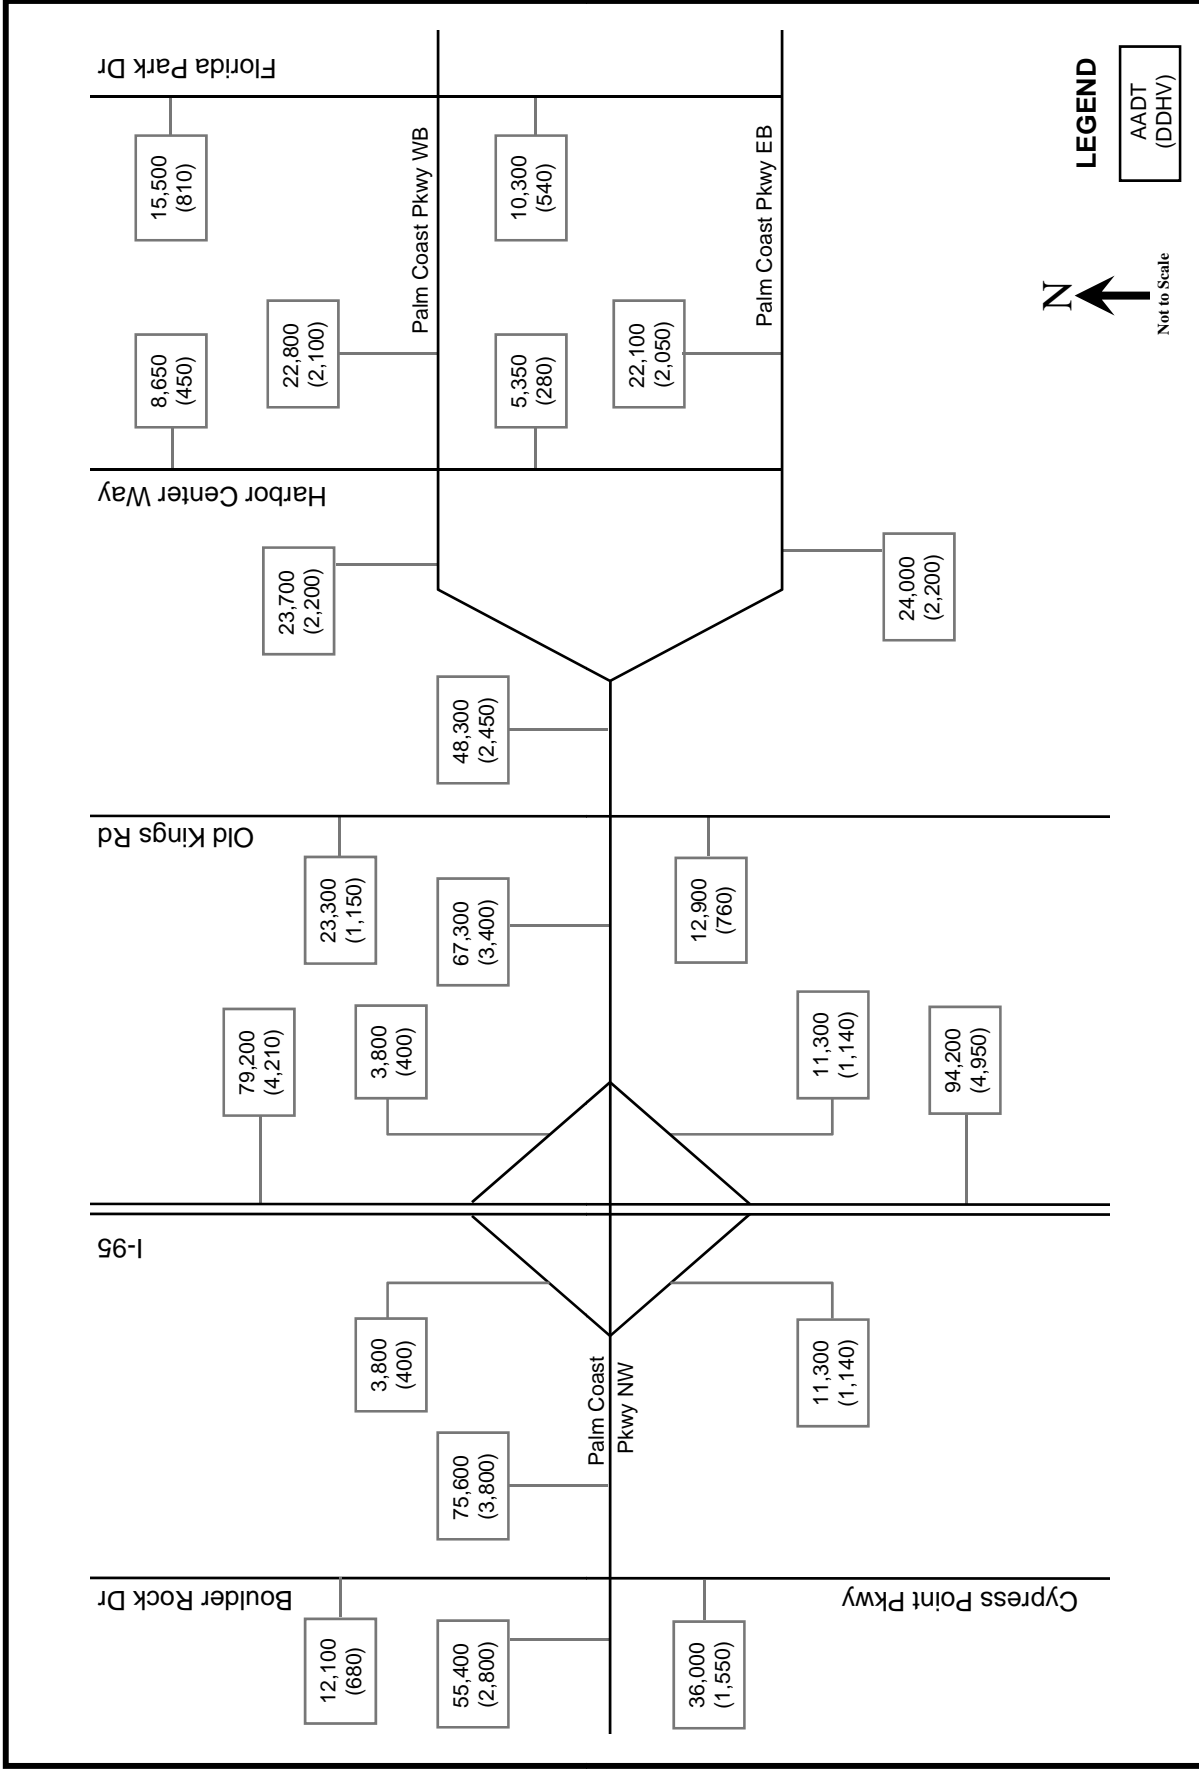 Boulder Rock Dr
12,100
(680)
55,400
(2,800)
36,000
(1,550)
Cypress Point Pkwy
75,600
(3,800)
Palm Coast
Pkwy NW
3,800
(400)
11,300
(1,140)
I-95
79,200
(4,210)
3,800
(400)
11,300
(1,140)
94,200
(4,950)
Old Kings Rd
23,300
(1,150)
67,300
(3,400)
12,900
(760)
48,300
(2,450)
23,700
(2,200)
24,000
(2,200)
Harbor Center Way
8,650
(450)
22,800
(2,100)
5,350
(280)
22,100
(2,050)
Palm Coast Pkwy WB
Palm Coast Pkwy EB
15,500
(810)
10,300
(540)
Florida Park Dr
N
Not to Scale
LEGEND
AADT
(DDHV)